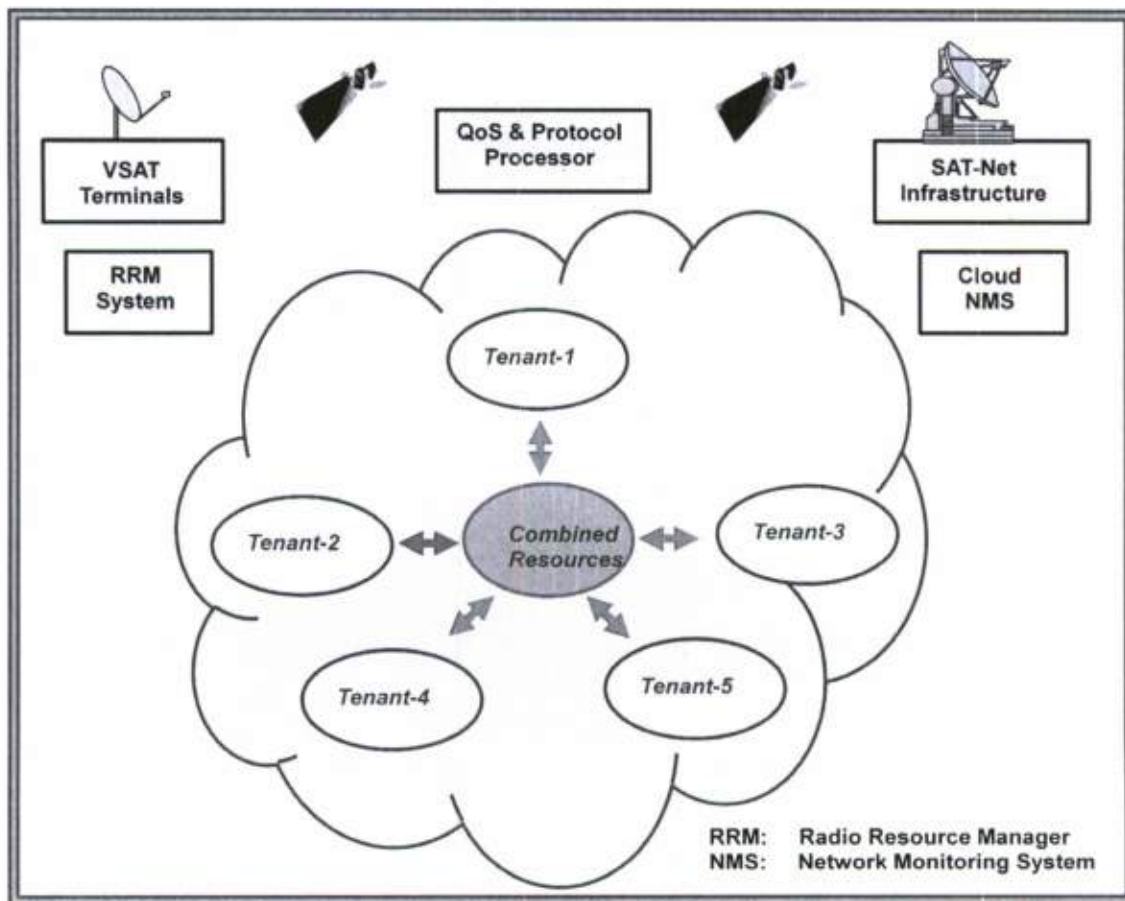 QoS & Protocol
Processor
VSAT
Terminals
SAT-Net
Infrastructure
RRM
System
Cloud
NMS
Tenant-1
Tenant-2
Combined
Resources
Tenant-3
Tenant-4
Tenant-5
RRM: Radio Resource Manager
NMS: Network Monitoring System